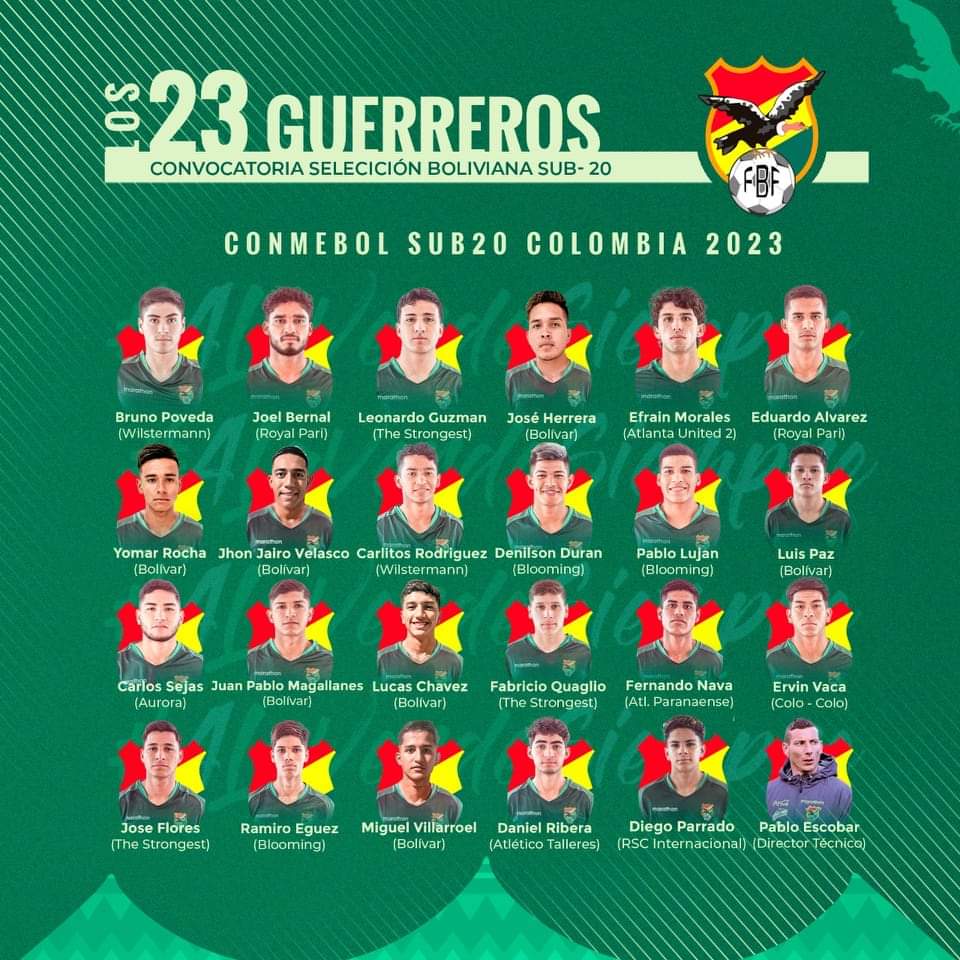 LOS 23 GUERREROS
CONVOCATORIA SELECICIÓN BOLIVIANA SUB- 20
FBF
CONMEBOL SUB20 COLOMBIA 2023
Al Verde Siempre
marathon
Bruno Poveda
(Wilstermann)
Joel Bernal
(Royal Pari)
Leonardo Guzman
(The Strongest)
José Herrera
(Bolívar)
Efrain Morales
(Atlanta United 2)
Eduardo Alvarez
(Royal Pari)
Yomar Rocha
(Bolívar)
Jhon Jairo Velasco
(Bolívar)
Carlitos Rodriguez
(Wilstermann)
Denilson Duran
(Blooming)
Pablo Lujan
(Blooming)
Luis Paz
(Bolívar)
Carlos Sejas
(Aurora)
Juan Pablo Magallanes
(Bolívar)
Lucas Chavez
(Bolívar)
Fabricio Quaglio
(The Strongest)
Fernando Nava
(Atl. Paranaense)
Ervin Vaca
(Colo - Colo)
Jose Flores
(The Strongest)
Ramiro Eguez
(Blooming)
Miguel Villarroel
(Bolívar)
Daniel Ribera
(Atlético Talleres)
Diego Parrado
(RSC Internacional)
Pablo Escobar
(Director Técnico)